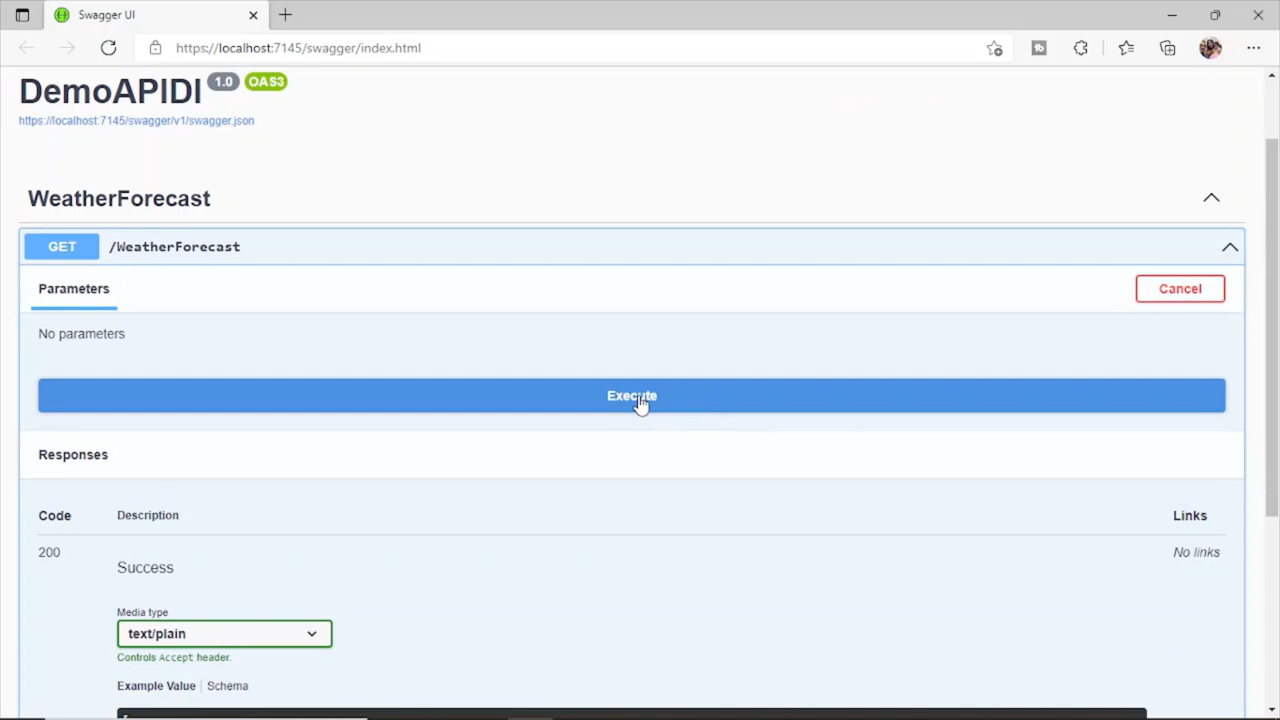 Swagger UI
https://localhost:7145/swagger/index.html
DemoAPIDI 1.0 OAS3
https://localhost:7145/swagger/v1/swagger.json
WeatherForecast
GET /WeatherForecast
Parameters
Cancel
No parameters
Execute
Responses
Code Description Links
200 No links
Success
Media type
text/plain
Controls Accept header.
Example Value Schema